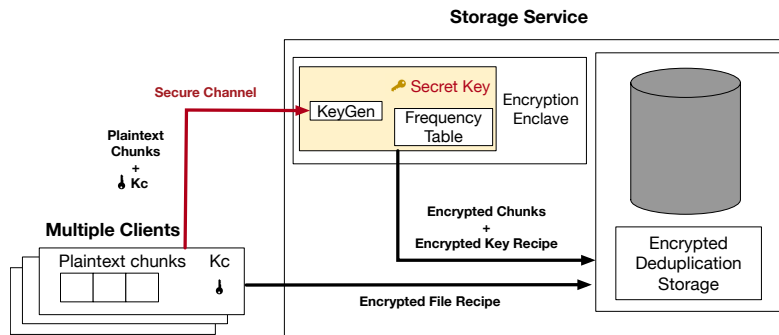 Storage Service
Secure Channel
Secret Key
KeyGen
Frequency
Table
Encryption
Enclave
Plaintext
Chunks
+
Kc
Multiple Clients
Plaintext chunks Kc
Encrypted Chunks
+
Encrypted Key Recipe
Encrypted File Recipe
Encrypted
Deduplication
Storage